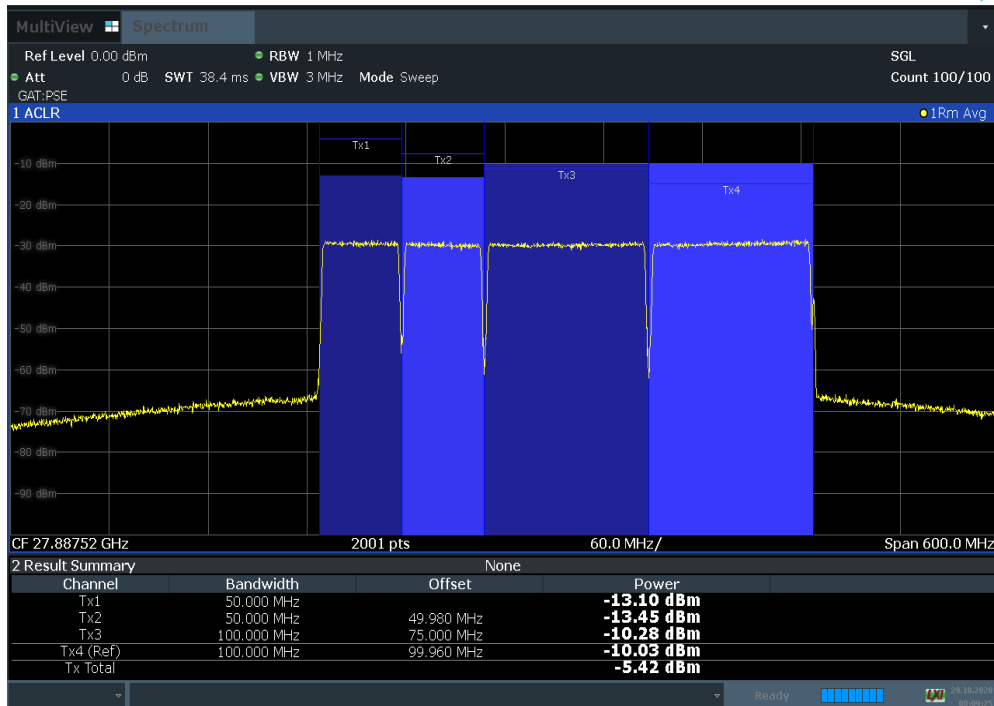 MultiView Spectrum
Ref Level 0.00 dBm RBW 1 MHz SGL
Att 0 dB SWT 38.4 ms VBW 3 MHz Mode Sweep Count 100/100
GAT:PSE
1 ACLR 1Rm Avg
Tx1
Tx2
-10 dBm
Tx3
Tx4
-20 dBm
-30 dBm
-40 dBm
-50 dBm
-60 dBm
-70 dBm
-80 dBm
-90 dBm
CF 27.88752 GHz 2001 pts 60.0 MHz/ Span 600.0 MHz
2 Result Summary None
Channel Bandwidth Offset Power
Tx1 50.000 MHz -13.10 dBm
Tx2 50.000 MHz 49.980 MHz -13.45 dBm
Tx3 100.000 MHz 75.000 MHz -10.28 dBm
Tx4 (Ref) 100.000 MHz 99.960 MHz -10.03 dBm
Tx Total -5.42 dBm
Ready LXI 29.10.2020